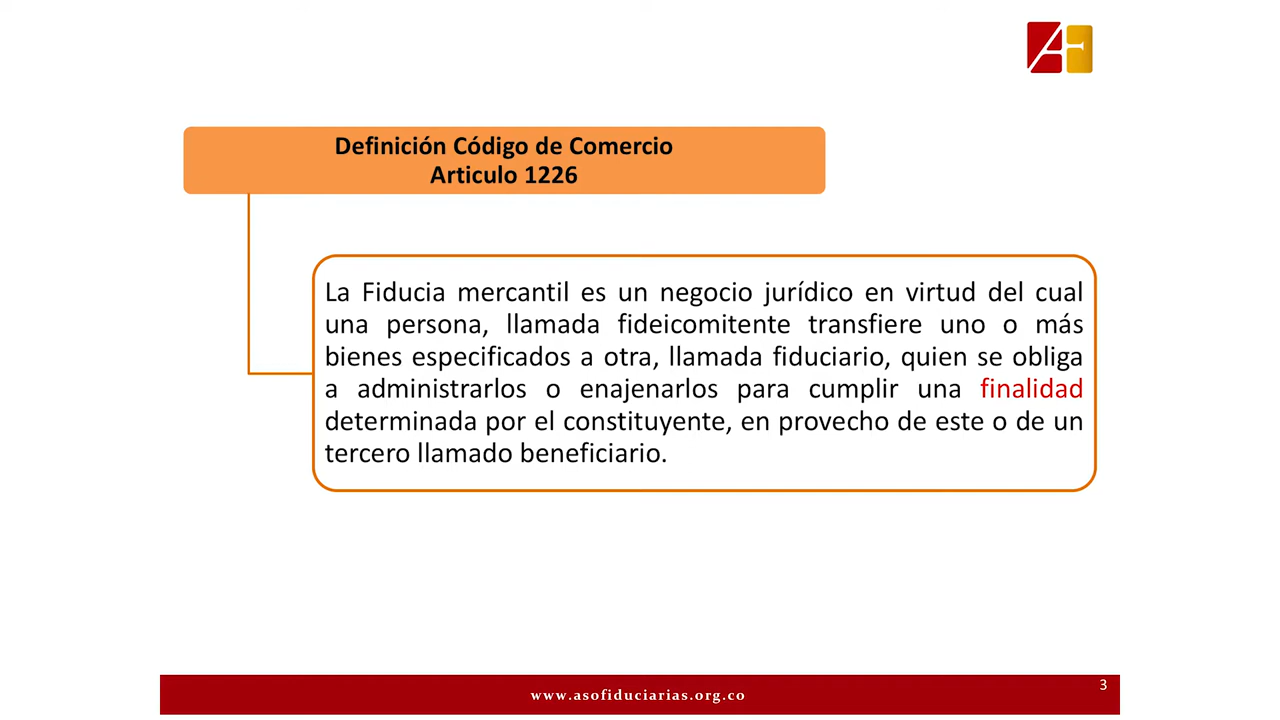 AF
Definición Código de Comercio
Articulo 1226
La Fiducia mercantil es un negocio jurídico en virtud del cual
una persona, llamada fideicomitente transfiere uno o más
bienes especificados a otra, llamada fiduciario, quien se obliga
a administrarlos o enajenarlos para cumplir una finalidad
determinada por el constituyente, en provecho de este o de un
tercero llamado beneficiario.
www.asofiduciarias.org.co
3